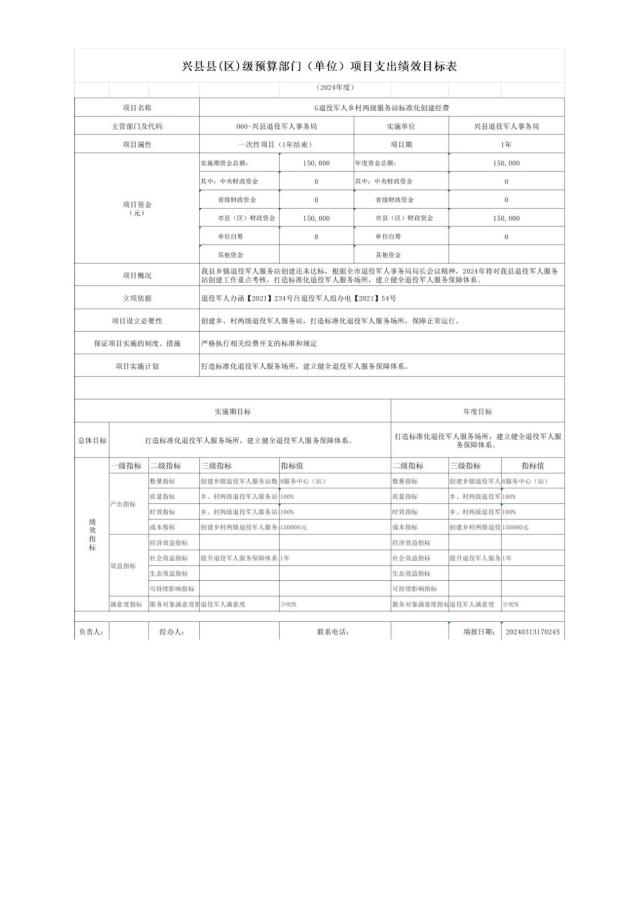 兴县县(区)级预算部门（单位）项目支出绩效目标表
（2024年度）
项目名称 G退役军人乡村两级服务站标准化创建经费
主管部门及代码 060-兴县退役军人事务局 实施单位 兴县退役军人事务局
项目属性 一次性项目（1年结束） 项目期 1年
项目资金（元）
实施期资金总额： 150,000 年度资金总额： 150,000
其中：中央财政资金 0 其中：中央财政资金 0
省级财政资金 0 省级财政资金 0
市县（区）财政资金 150,000 市县（区）财政资金 150,000
单位自筹 0 单位自筹 0
其他资金 其他资金
项目概况 我县乡镇退役军人服务站创建还未达标，根据全市退役军人事务局局长会议精神，2024年将对我县退役军人服务
站创建工作重点考核，打造标准化退役军人服务场所，建立健全退役军人服务保障体系。
立项依据 退役军人办函【2021】234号吕退役军人组办电【2021】54号
项目设立必要性 创建乡、村两级退役军人服务站，打造标准化退役军人服务场所，保障正常运行。
保证项目实施的制度、措施 严格执行相关经费开支的标准和规定
项目实施计划 打造标准化退役军人服务场所，建立健全退役军人服务保障体系。
实施期目标 年度目标
总体目标 打造标准化退役军人服务场所，建立健全退役军人服务保障体系。 打造标准化退役军人服务场所，建立健全退役军人服务保障体系。
绩效指标
一级指标 二级指标 三级指标 指标值 二级指标 三级指标 指标值
产出指标
数量指标 创建乡镇退役军人服务站数 8服务中心（站） 数量指标 创建乡镇退役军人 8服务中心（站）
质量指标 乡、村两级退役军人服务站 100% 质量指标 乡、村两级退役军 100%
时效指标 乡、村两级退役军人服务站 100% 时效指标 乡、村两级退役军 100%
成本指标 创建乡村两级退役军人服务 150000元 成本指标 创建乡村两级退役 150000元
效益指标
经济效益指标 经济效益指标
社会效益指标 提升退役军人服务保障体系 1年 社会效益指标 提升退役军人服务 1年
生态效益指标 生态效益指标
可持续影响指标 可持续影响指标
满意度指标 服务对象满意度指 退役军人满意度 ≥92% 服务对象满意度指标 退役军人满意度 ≥92%
负责人： 经办人： 联系电话： 填报日期： 20240313170245